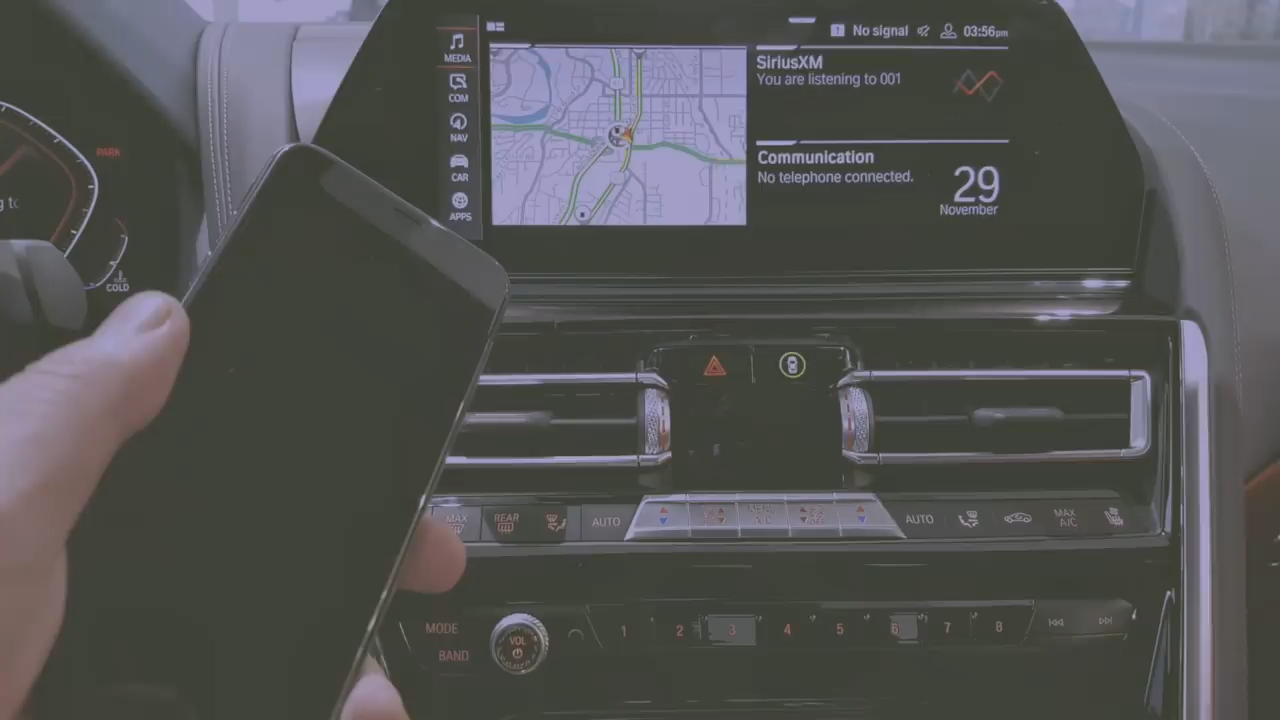 No signal
03:56pm
MEDIA
COM
NAV
CAR
APPS
SiriusXM
You are listening to 001
Communication
No telephone connected.
29
November
PARK
COLD
MAX
REAR
AUTO
AUTO
MAX
A/C
MODE
BAND
VOL
1 2 3 4 5 6 7 8